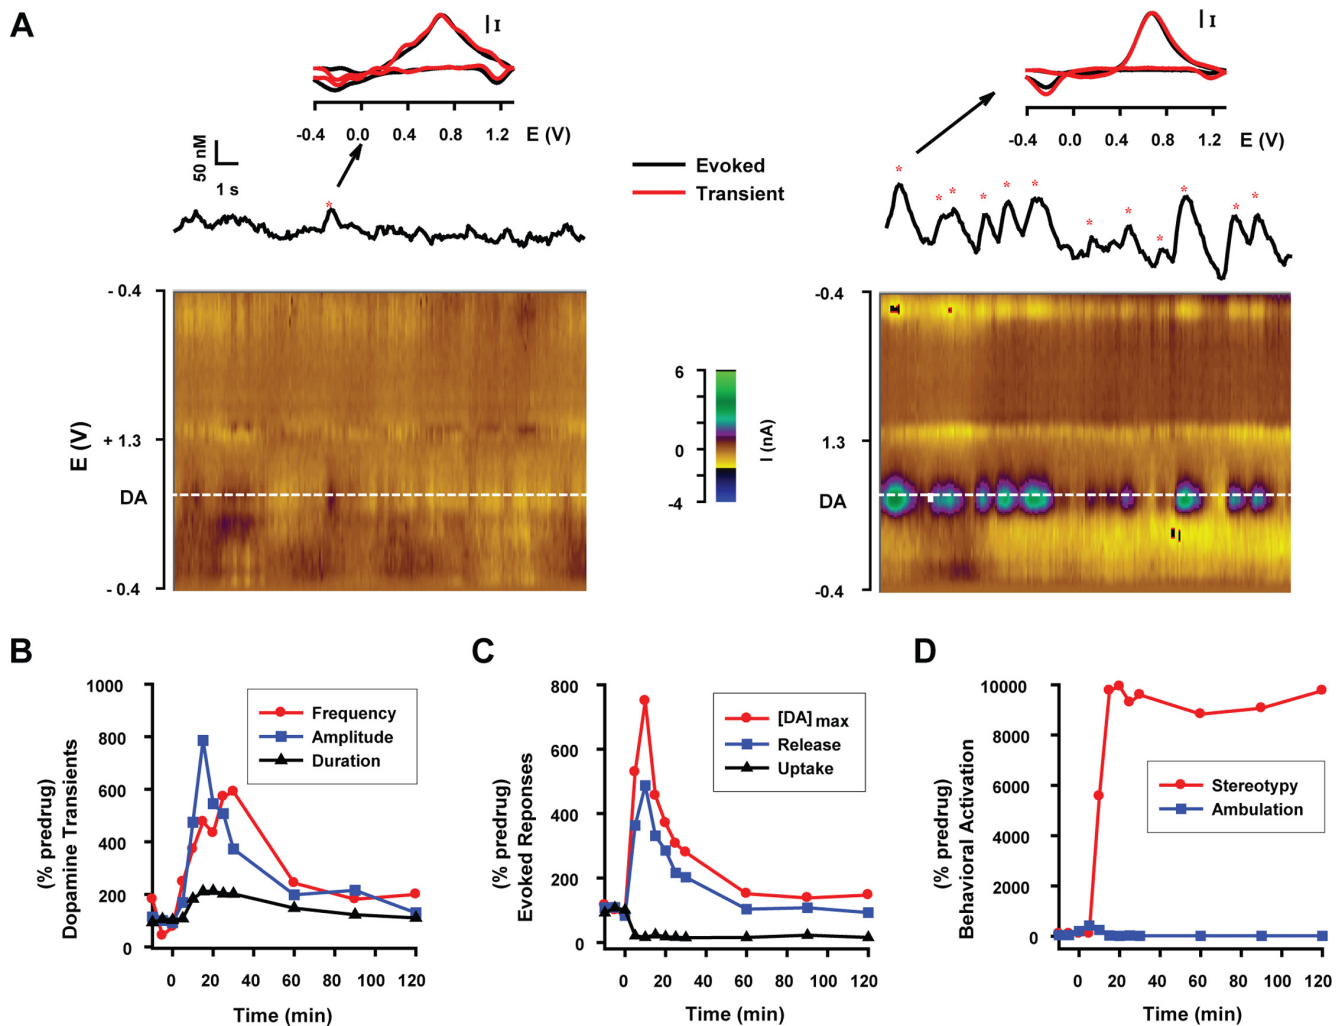 A
I
-0.4 0.0 0.4 0.8 1.2 E (V)
50 nM
1 s
*
Evoked
Transient
I
-0.4 0.0 0.4 0.8 1.2 E (V)
* * * * * * * * * * * *
E (V)
- 0.4
+ 1.3
DA
- 0.4
6
0
-4
I (nA)
-0.4
1.3
DA
-0.4
B
(% predrug)
Dopamine Transients
1000
800
600
400
200
0
Frequency
Amplitude
Duration
0 20 40 60 80 100 120
Time (min)
C
(% predrug)
Evoked Reponses
800
600
400
200
0
[DA] max
Release
Uptake
0 20 40 60 80 100 120
Time (min)
D
(% predrug)
Behavioral Activation
10000
8000
6000
4000
2000
0
Stereotypy
Ambulation
0 20 40 60 80 100 120
Time (min)